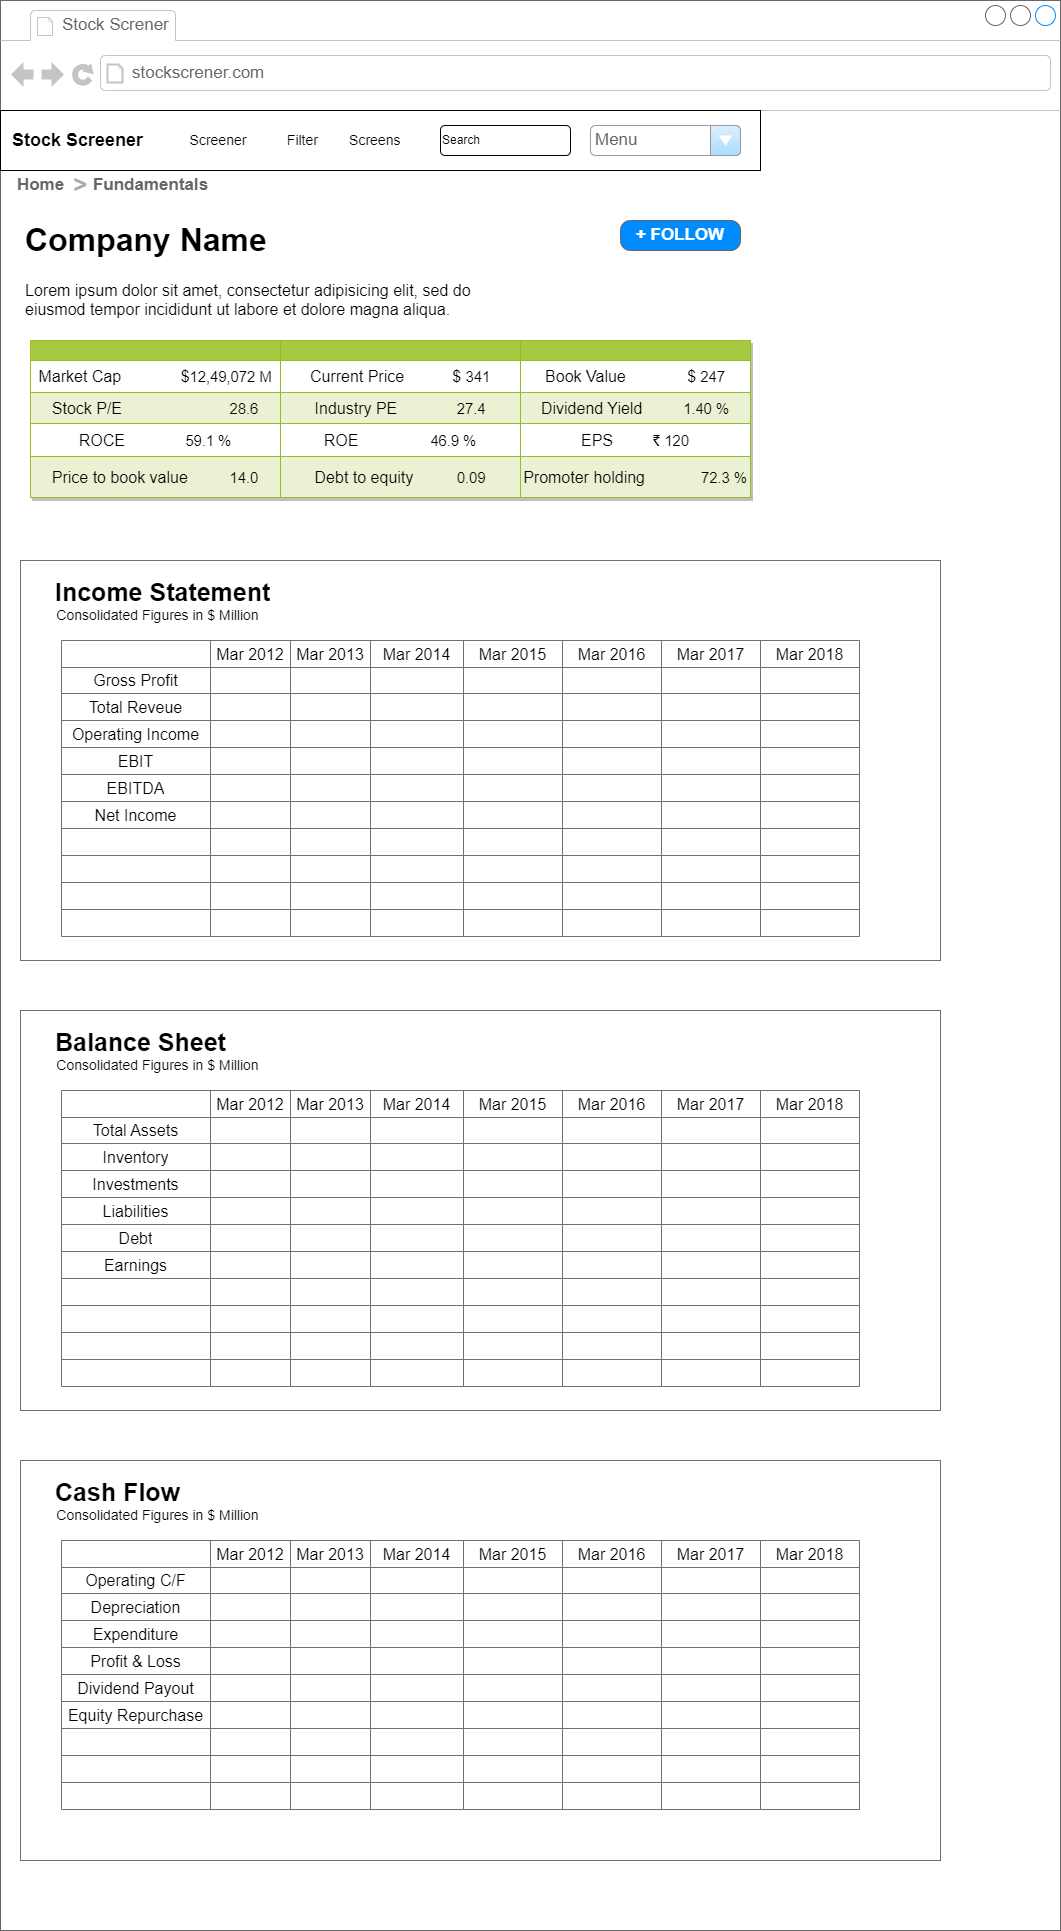 Stock Screner
stockscrener.com
Stock Screener Screener Filter Screens Search Menu
Home > Fundamentals
Company Name + FOLLOW
Lorem ipsum dolor sit amet, consectetur adipisicing elit, sed do
eiusmod tempor incididunt ut labore et dolore magna aliqua.
Market Cap $12,49,072 M Current Price $ 341 Book Value $ 247
Stock P/E 28.6 Industry PE 27.4 Dividend Yield 1.40 %
ROCE 59.1 % ROE 46.9 % EPS ₹ 120
Price to book value 14.0 Debt to equity 0.09 Promoter holding 72.3 %
Income Statement
Consolidated Figures in $ Million
Mar 2012 Mar 2013 Mar 2014 Mar 2015 Mar 2016 Mar 2017 Mar 2018
Gross Profit
Total Reveue
Operating Income
EBIT
EBITDA
Net Income
Balance Sheet
Consolidated Figures in $ Million
Mar 2012 Mar 2013 Mar 2014 Mar 2015 Mar 2016 Mar 2017 Mar 2018
Total Assets
Inventory
Investments
Liabilities
Debt
Earnings
Cash Flow
Consolidated Figures in $ Million
Mar 2012 Mar 2013 Mar 2014 Mar 2015 Mar 2016 Mar 2017 Mar 2018
Operating C/F
Depreciation
Expenditure
Profit & Loss
Dividend Payout
Equity Repurchase